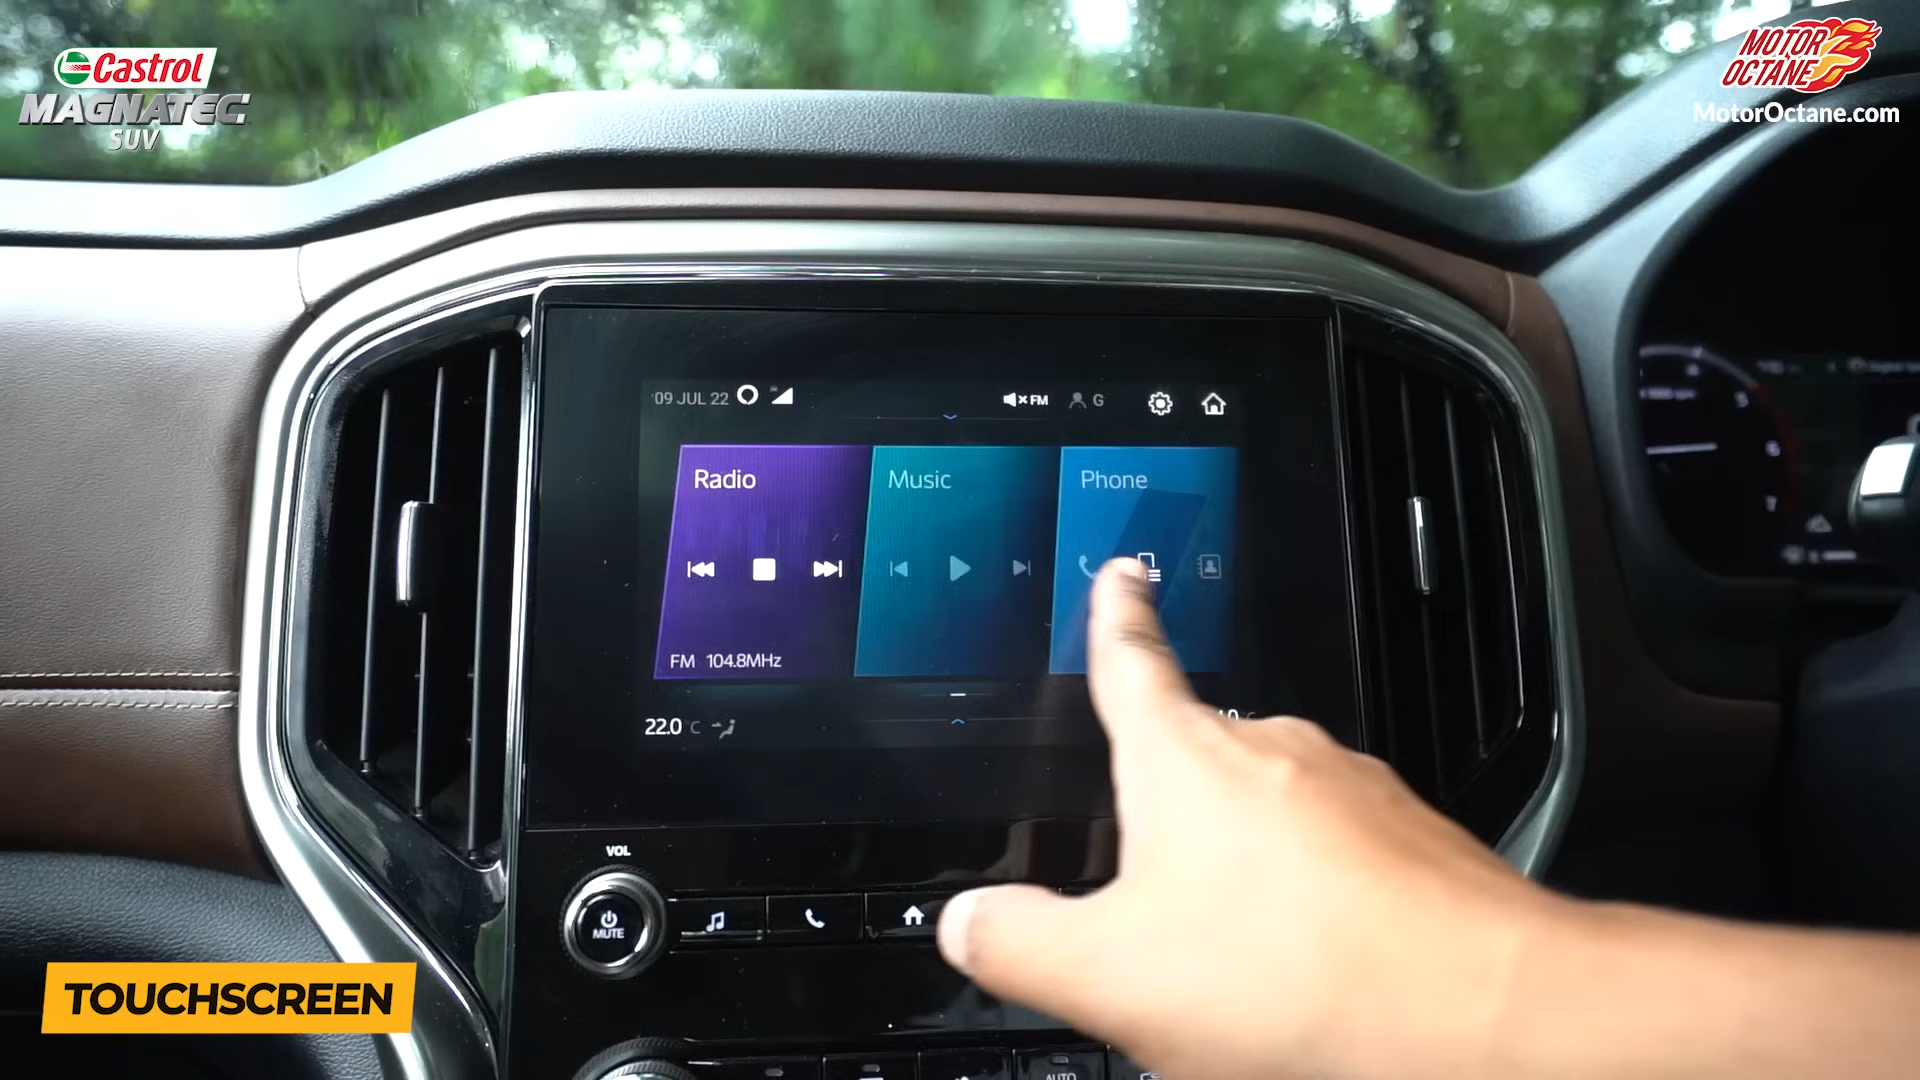 Castrol
MAGNATEC
SUV
MOTOR
OCTANE
MotorOctane.com
09 JUL 22
FM
G
Radio
Music
Phone
FM 104.8MHz
22.0 C
VOL
MUTE
AUTO
TOUCHSCREEN